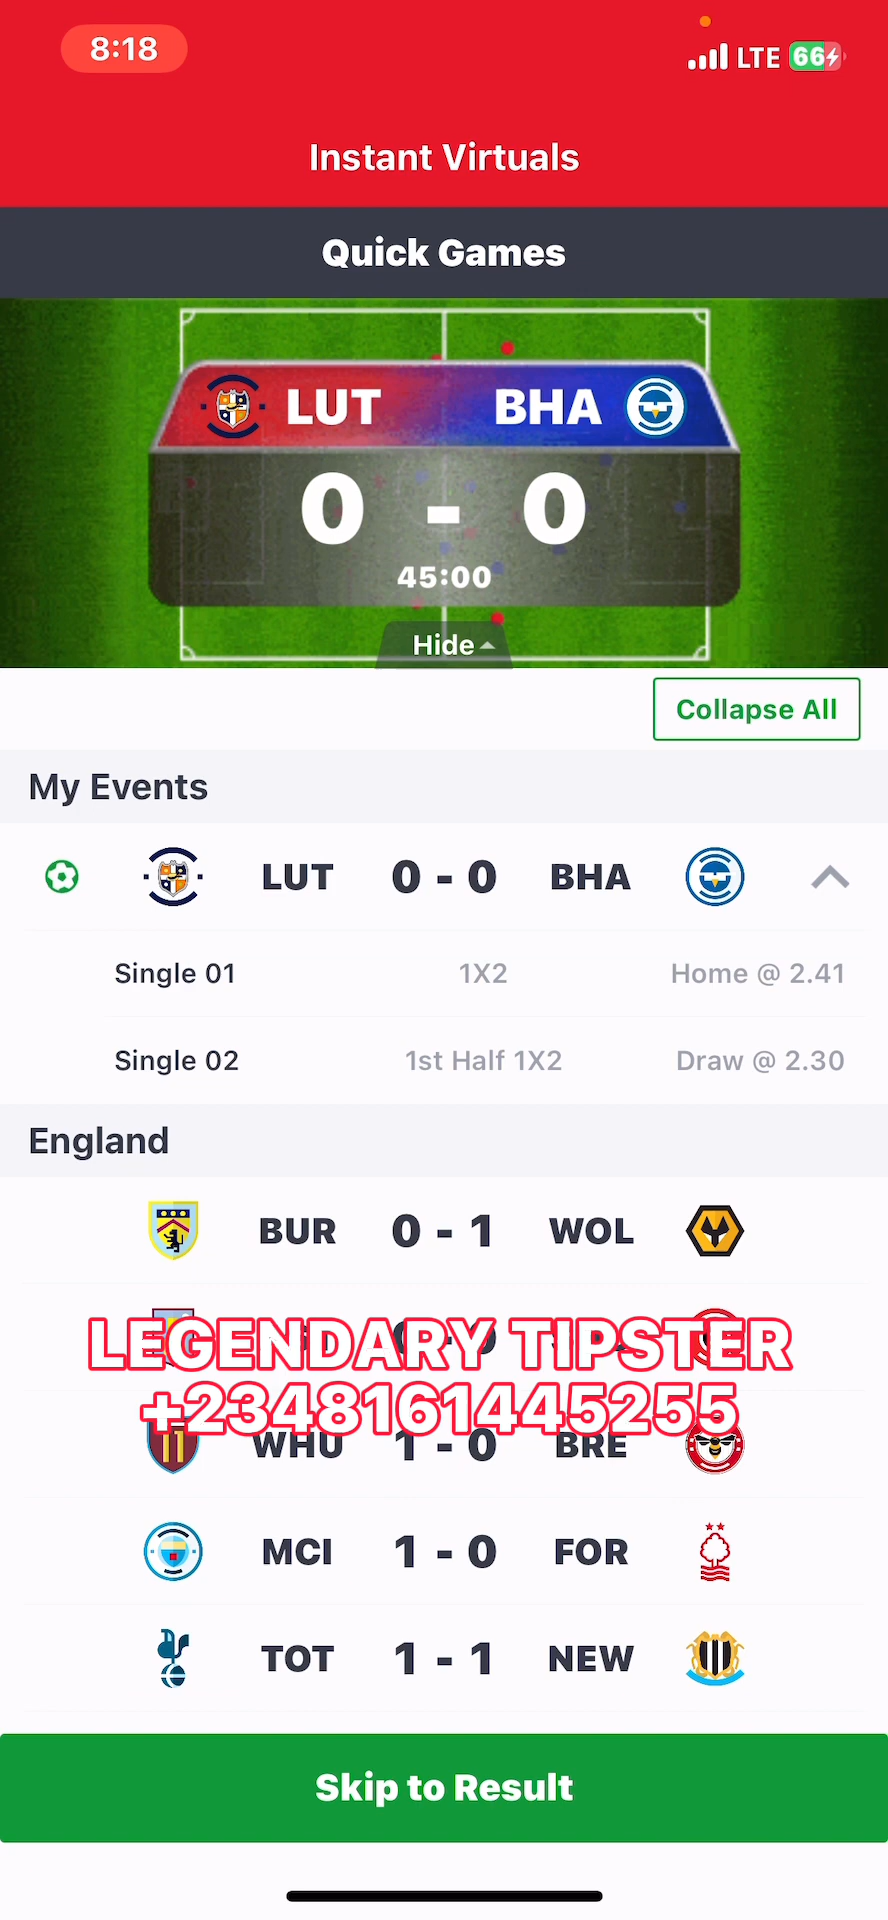 8:18 LTE 66
Instant Virtuals
Quick Games
LUT BHA
0 - 0
45:00
Hide
Collapse All
My Events
LUT 0 - 0 BHA
Single 01 1X2 Home @ 2.41
Single 02 1st Half 1X2 Draw @ 2.30
England
BUR 0 - 1 WOL
LEGENDARY TIPSTER
+2348161445255
WHU 1 - 0 BRE
MCI 1 - 0 FOR
TOT 1 - 1 NEW
Skip to Result